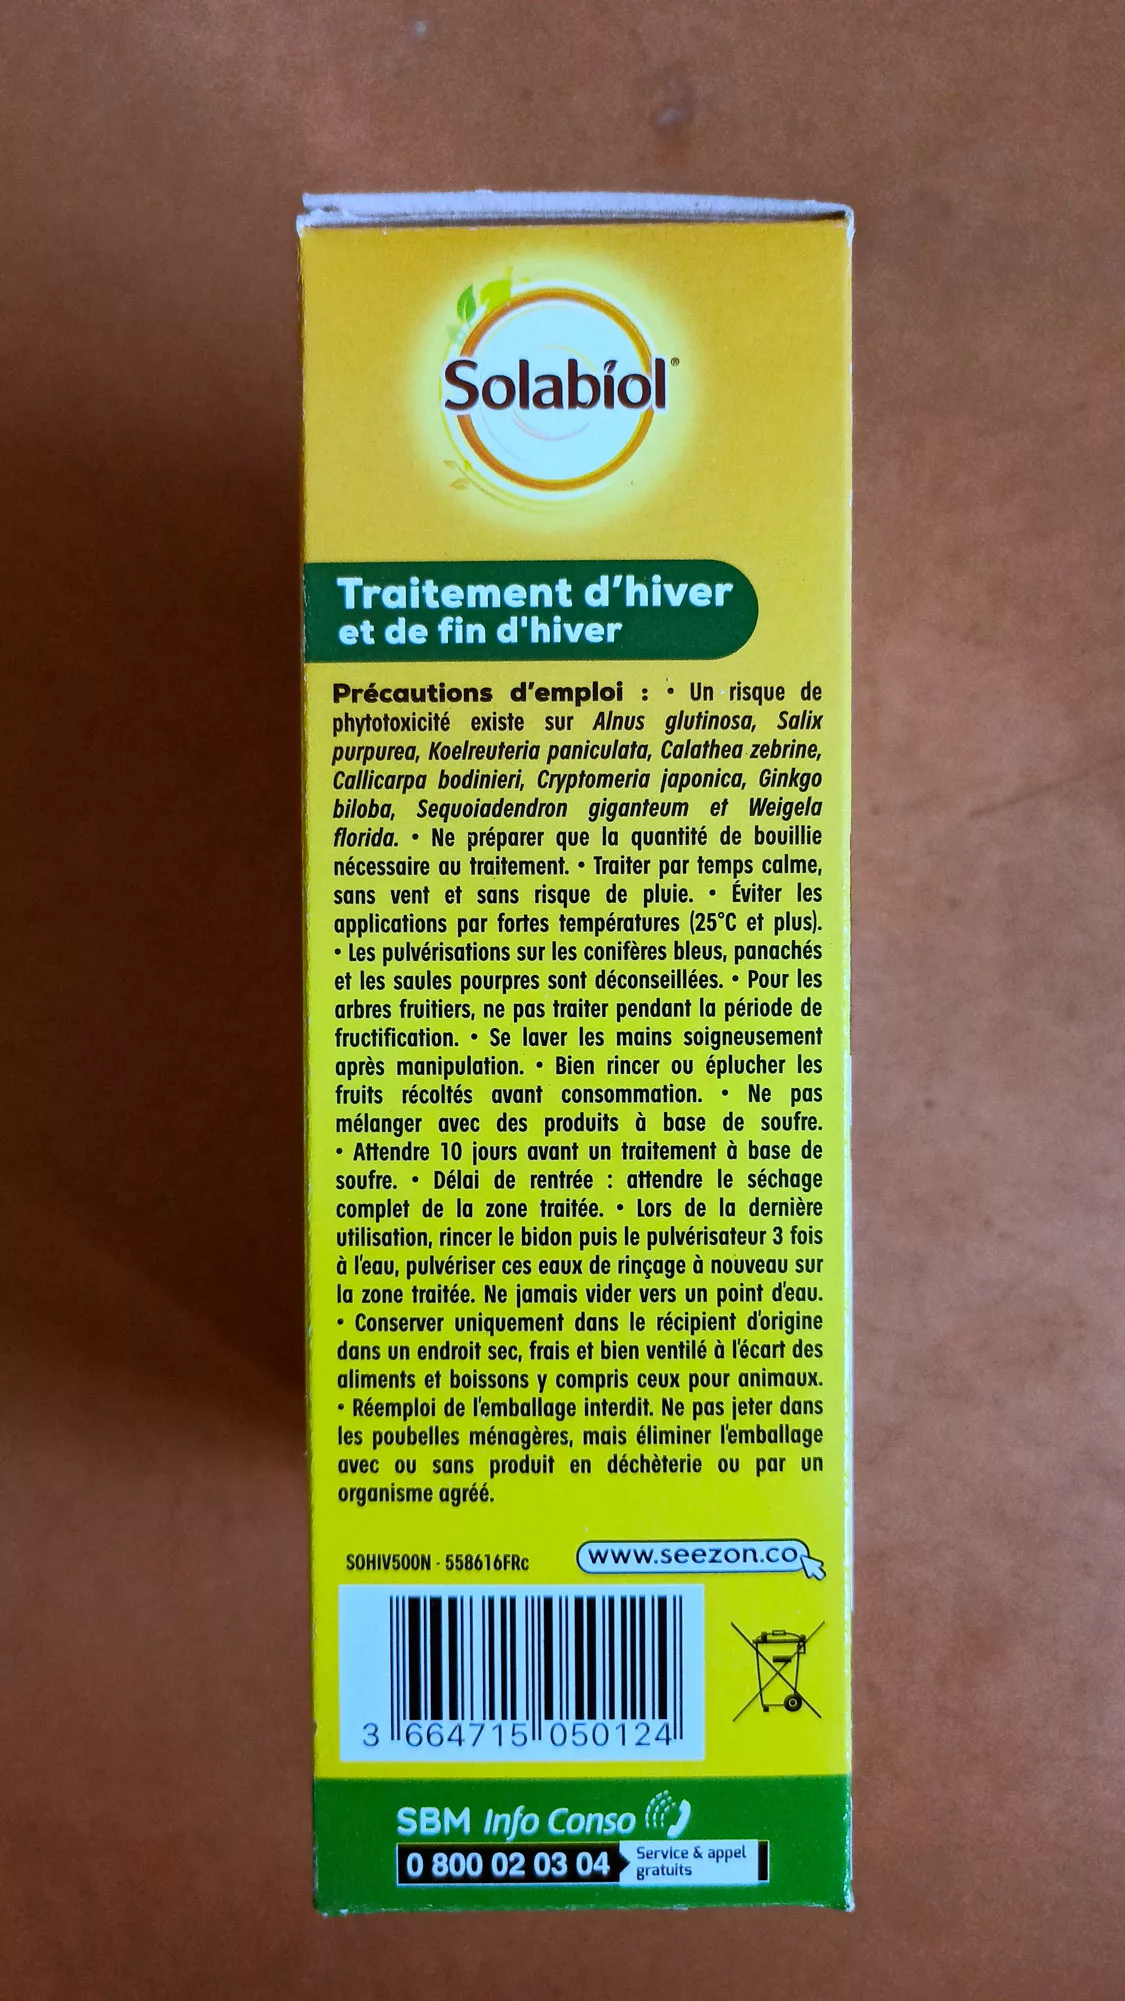 Solabiol®
Traitement d'hiver
et de fin d'hiver
Précautions d'emploi : • Un risque de
phytotoxicité existe sur Alnus glutinosa, Salix
purpurea, Koelreuteria paniculata, Calathea zebrine,
Callicarpa bodinieri, Cryptomeria japonica, Ginkgo
biloba, Sequoiadendron giganteum et Weigela
florida. • Ne préparer que la quantité de bouillie
nécessaire au traitement. • Traiter par temps calme,
sans vent et sans risque de pluie. • Éviter les
applications par fortes températures (25°C et plus).
• Les pulvérisations sur les conifères bleus, panachés
et les saules pourpres sont déconseillées. • Pour les
arbres fruitiers, ne pas traiter pendant la période de
fructification. • Se laver les mains soigneusement
après manipulation. • Bien rincer ou éplucher les
fruits récoltés avant consommation. • Ne pas
mélanger avec des produits à base de soufre.
• Attendre 10 jours avant un traitement à base de
soufre. • Délai de rentrée : attendre le séchage
complet de la zone traitée. • Lors de la dernière
utilisation, rincer le bidon puis le pulvérisateur 3 fois
à l'eau, pulvériser ces eaux de rinçage à nouveau sur
la zone traitée. Ne jamais vider vers un point d'eau.
• Conserver uniquement dans le récipient d'origine
dans un endroit sec, frais et bien ventilé à l'écart des
aliments et boissons y compris ceux pour animaux.
• Réemploi de l'emballage interdit. Ne pas jeter dans
les poubelles ménagères, mais éliminer l'emballage
avec ou sans produit en déchèterie ou par un
organisme agréé.
SOHIV500N - 558616FRc
www.seezon.co
3 664715 050124
SBM Info Conso
0 800 02 03 04
Service & appel
gratuits